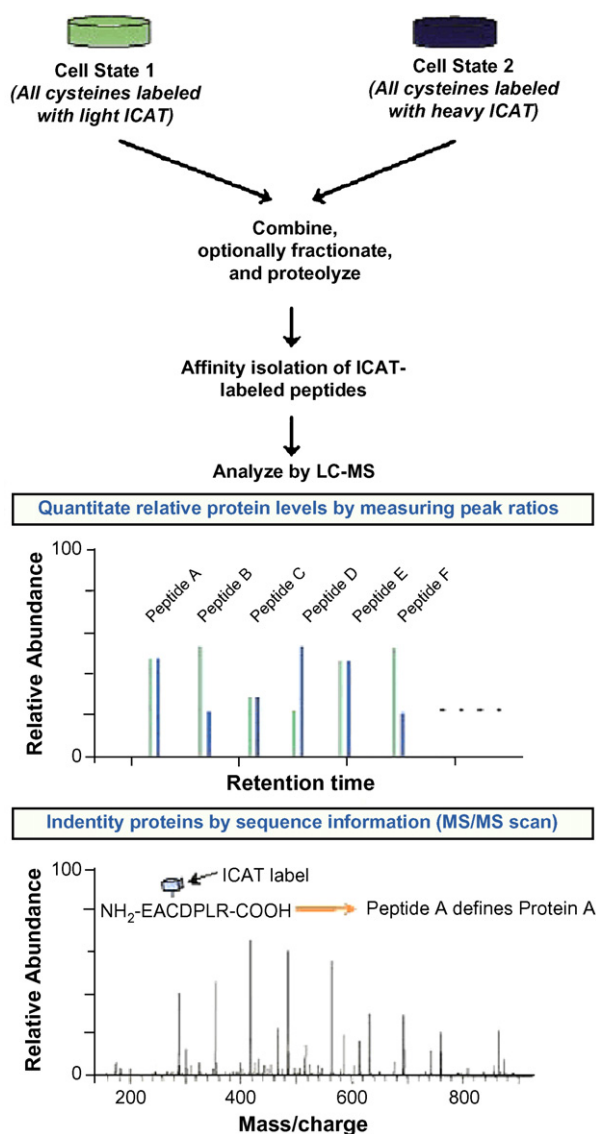 Cell State 1
(All cysteines labeled
with light ICAT)
Cell State 2
(All cysteines labeled
with heavy ICAT)
Combine,
optionally fractionate,
and proteolyze
Affinity isolation of ICAT-
labeled peptides
Analyze by LC-MS
Quantitate relative protein levels by measuring peak ratios
100
Relative Abundance
0
Peptide A
Peptide B
Peptide C
Peptide D
Peptide E
Peptide F
Retention time
Indentity proteins by sequence information (MS/MS scan)
100
Relative Abundance
0
ICAT label
NH2-EACDPLR-COOH
Peptide A defines Protein A
200
400
600
800
Mass/charge